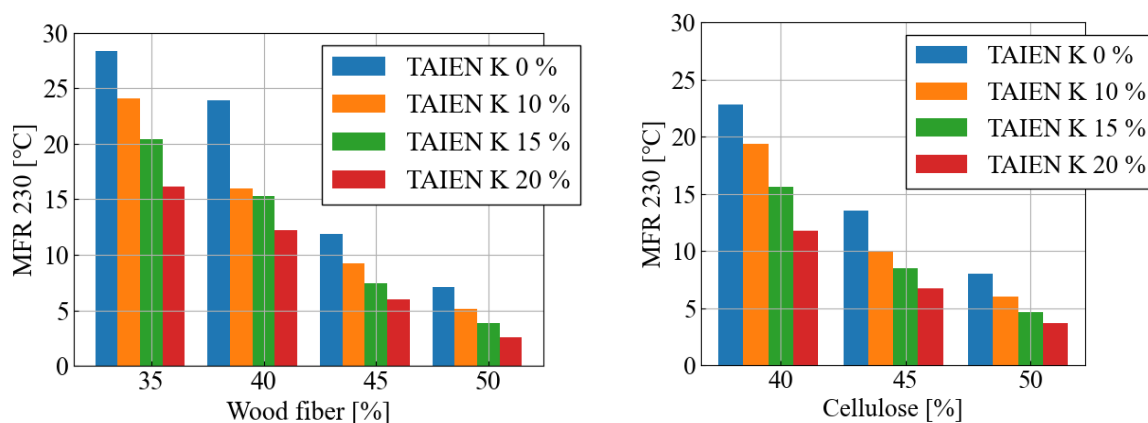 30
25
20
15
10
5
0
MFR 230 [℃]
35
40
45
50
Wood fiber [%]
TAIEN K 0 %
TAIEN K 10 %
TAIEN K 15 %
TAIEN K 20 %
30
25
20
15
10
5
0
MFR 230 [℃]
40
45
50
Cellulose [%]
TAIEN K 0 %
TAIEN K 10 %
TAIEN K 15 %
TAIEN K 20 %